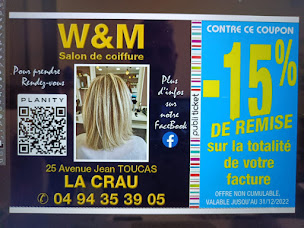 W&M
Salon de coiffure
Pour prendre
Rendez-vous
PLANITY
Plus
d'infos
sur
notre
FaceBook
25 Avenue Jean TOUCAS
LA CRAU
04 94 35 39 05
publi ticket
CONTRE CE COUPON
-15%
DE REMISE
sur la totalité
de votre
facture
OFFRE NON CUMULABLE,
VALABLE JUSQU'AU 31/12/2022